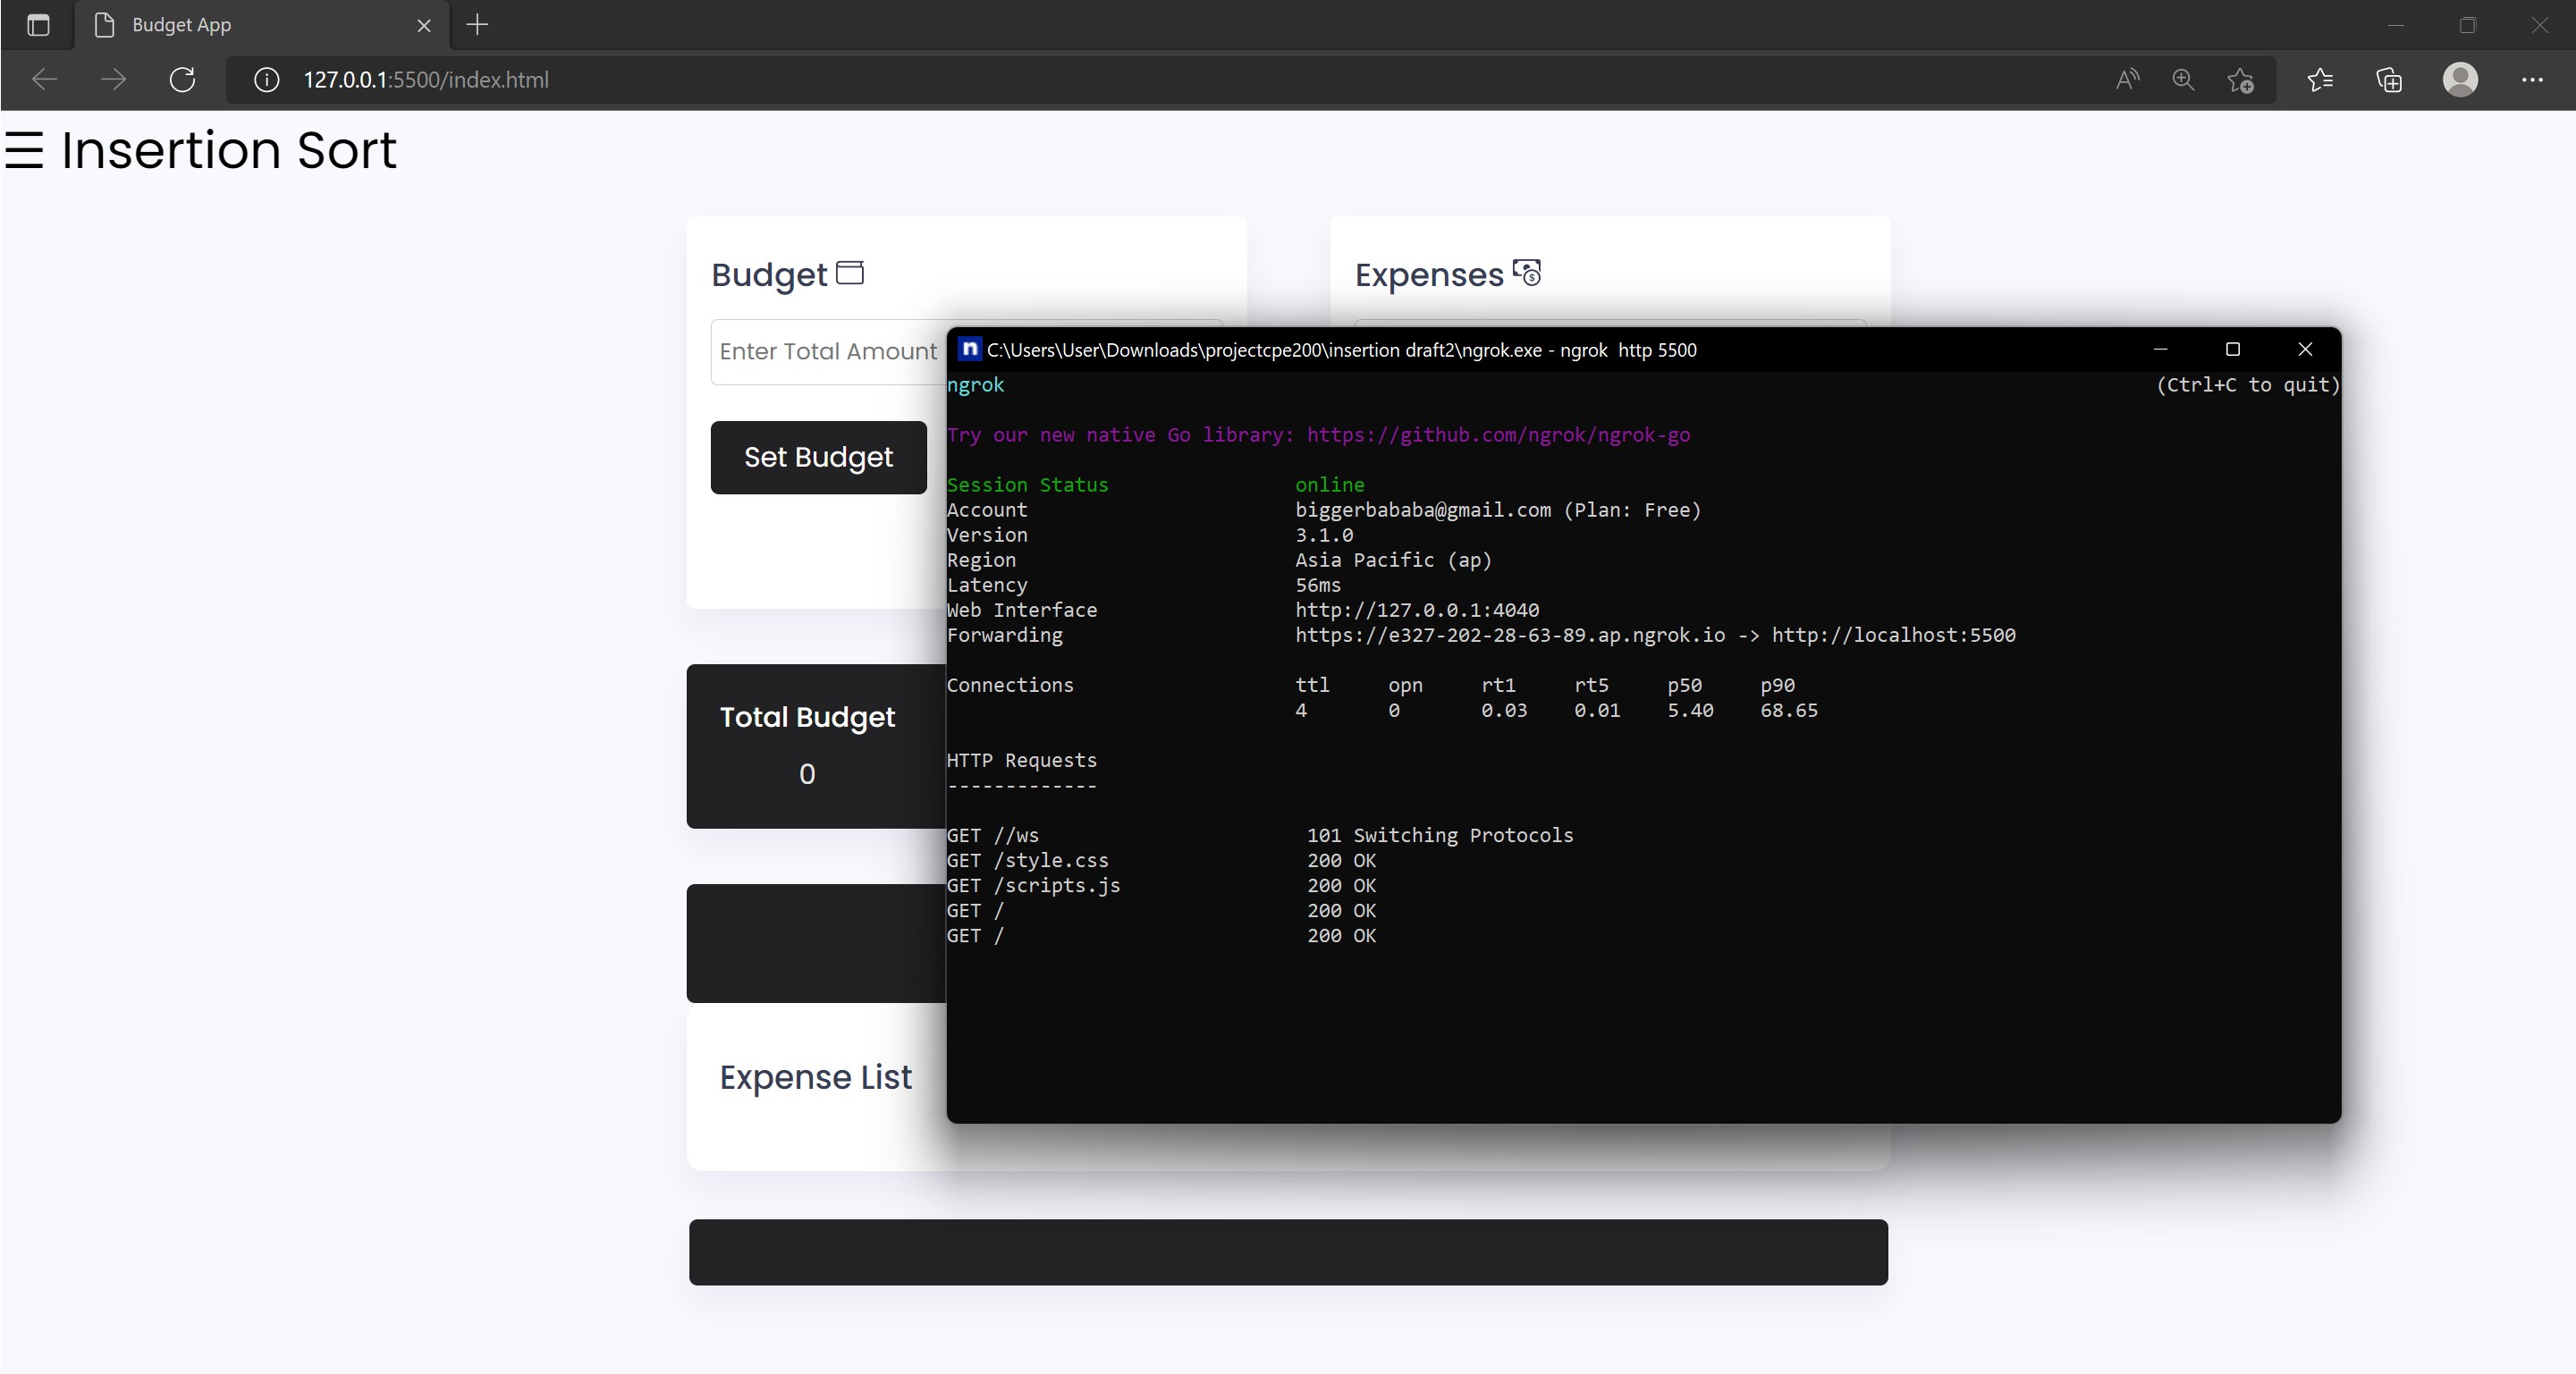 Budget App
127.0.0.1:5500/index.html
☰ Insertion Sort
Budget
Expenses
Enter Total Amount
Set Budget
Total Budget
0
Expense List
C:\Users\User\Downloads\projectcpe200\insertion draft2\ngrok.exe - ngrok  http 5500
ngrok (Ctrl+C to quit)
Try our new native Go library: https://github.com/ngrok/ngrok-go
Session Status online
Account biggerbababa@gmail.com (Plan: Free)
Version 3.1.0
Region Asia Pacific (ap)
Latency 56ms
Web Interface http://127.0.0.1:4040
Forwarding https://e327-202-28-63-89.ap.ngrok.io -> http://localhost:5500
Connections ttl opn rt1 rt5 p50 p90
4 0 0.03 0.01 5.40 68.65
HTTP Requests
-------------
GET //ws 101 Switching Protocols
GET /style.css 200 OK
GET /scripts.js 200 OK
GET / 200 OK
GET / 200 OK